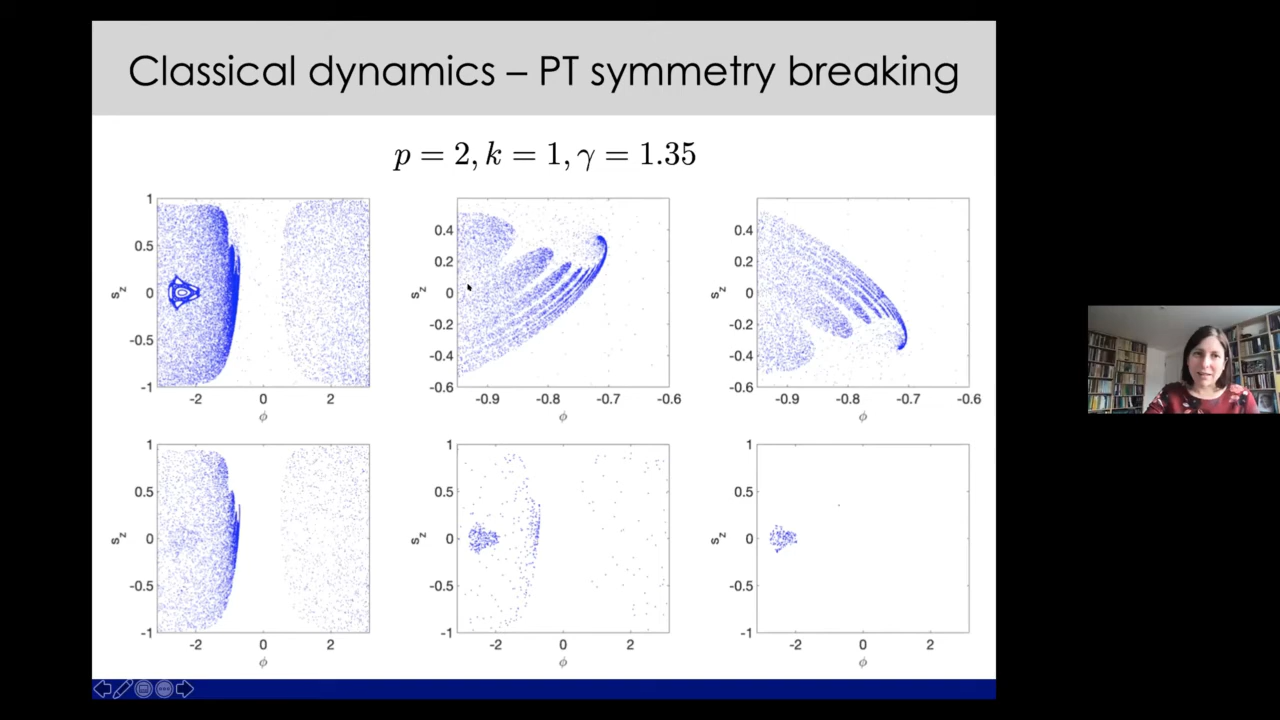 Classical dynamics – PT symmetry breaking
p = 2, k = 1, γ = 1.35
1
0.5
0
-0.5
-1
s_z
-2 0 2
ϕ
0.4
0.2
0
-0.2
-0.4
-0.6
s_z
-0.9 -0.8 -0.7 -0.6
ϕ
0.4
0.2
0
-0.2
-0.4
-0.6
s_z
-0.9 -0.8 -0.7 -0.6
ϕ
1
0.5
0
-0.5
-1
s_z
-2 0 2
ϕ
1
0.5
0
-0.5
-1
s_z
-2 0 2
ϕ
1
0.5
0
-0.5
-1
s_z
-2 0 2
ϕ